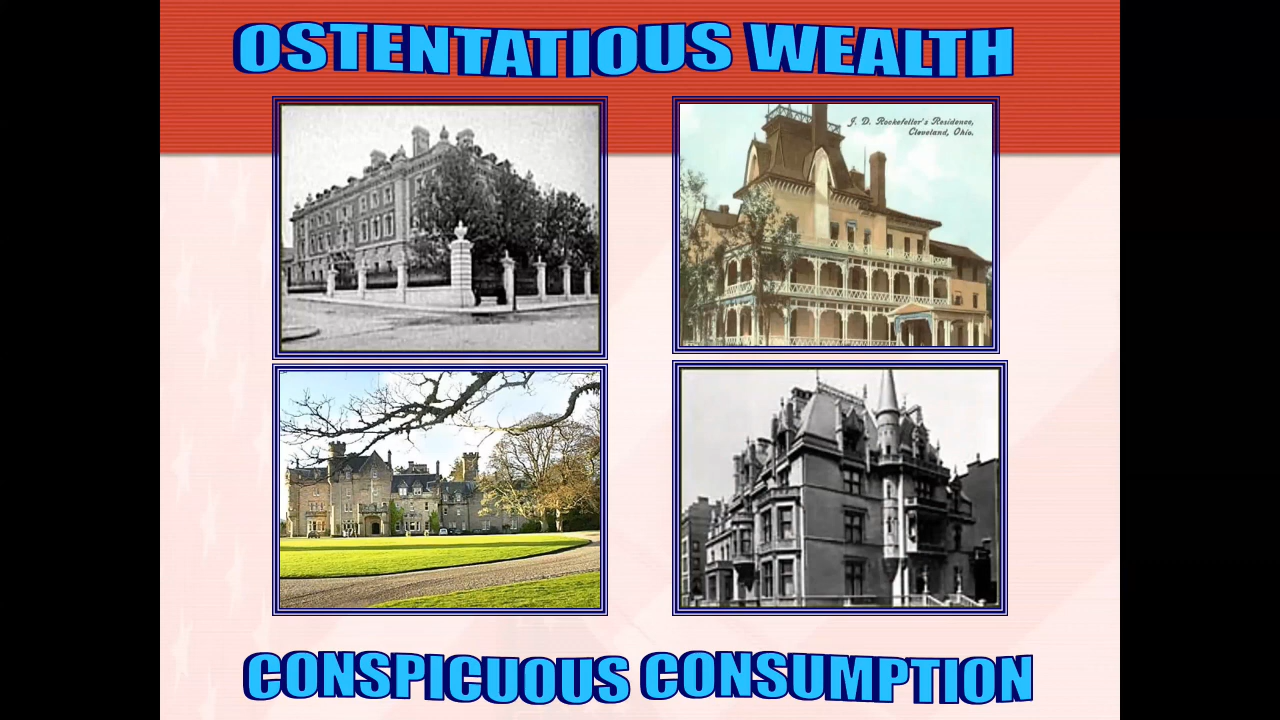 OSTENTATIOUS WEALTH
J. D. Rockefeller's Residence,
Cleveland, Ohio.
CONSPICUOUS CONSUMPTION